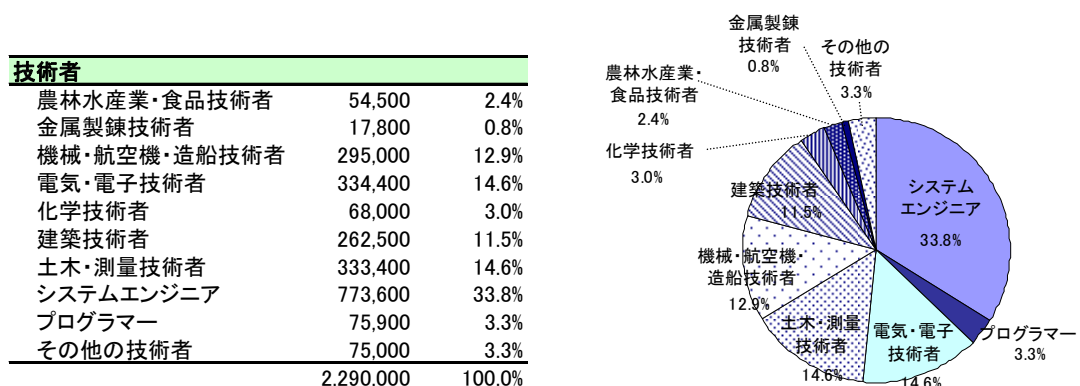 技術者
農林水産業・食品技術者 54,500 2.4%
金属製錬技術者 17,800 0.8%
機械・航空機・造船技術者 295,000 12.9%
電気・電子技術者 334,400 14.6%
化学技術者 68,000 3.0%
建築技術者 262,500 11.5%
土木・測量技術者 333,400 14.6%
システムエンジニア 773,600 33.8%
プログラマー 75,900 3.3%
その他の技術者 75,000 3.3%
2,290,000 100.0%
金属製錬
技術者
0.8%
その他の
技術者
3.3%
農林水産業・
食品技術者
2.4%
化学技術者
3.0%
建築技術者
11.5%
機械・航空機・
造船技術者
12.9%
土木・測量
技術者
14.6%
電気・電子
技術者
14.6%
プログラマー
3.3%
システム
エンジニア
33.8%